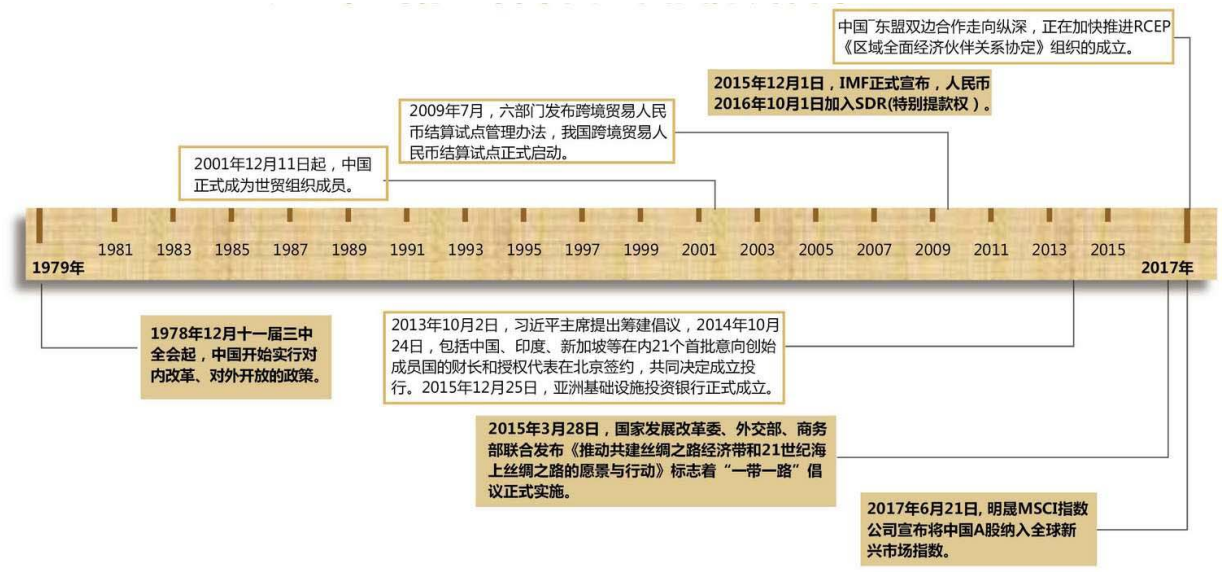 中国-东盟双边合作走向纵深，正在加快推进RCEP
《区域全面经济伙伴关系协定》组织的成立。
2015年12月1日，IMF正式宣布，人民币
2016年10月1日加入SDR(特别提款权）。
2009年7月，六部门发布跨境贸易人民
币结算试点管理办法，我国跨境贸易人
民币结算试点正式启动。
2001年12月11日起，中国
正式成为世贸组织成员。
1979年 1981 1983 1985 1987 1989 1991 1993 1995 1997 1999 2001 2003 2005 2007 2009 2011 2013 2015 2017年
1978年12月十一届三中
全会起，中国开始实行对
内改革、对外开放的政策。
2013年10月2日，习近平主席提出筹建倡议，2014年10月
24日，包括中国、印度、新加坡等在内21个首批意向创始
成员国的财长和授权代表在北京签约，共同决定成立投
行。2015年12月25日，亚洲基础设施投资银行正式成立。
2015年3月28日，国家发展改革委、外交部、商务
部联合发布《推动共建丝绸之路经济带和21世纪海
上丝绸之路的愿景与行动》标志着“一带一路”倡
议正式实施。
2017年6月21日, 明晟MSCI指数
公司宣布将中国A股纳入全球新
兴市场指数。